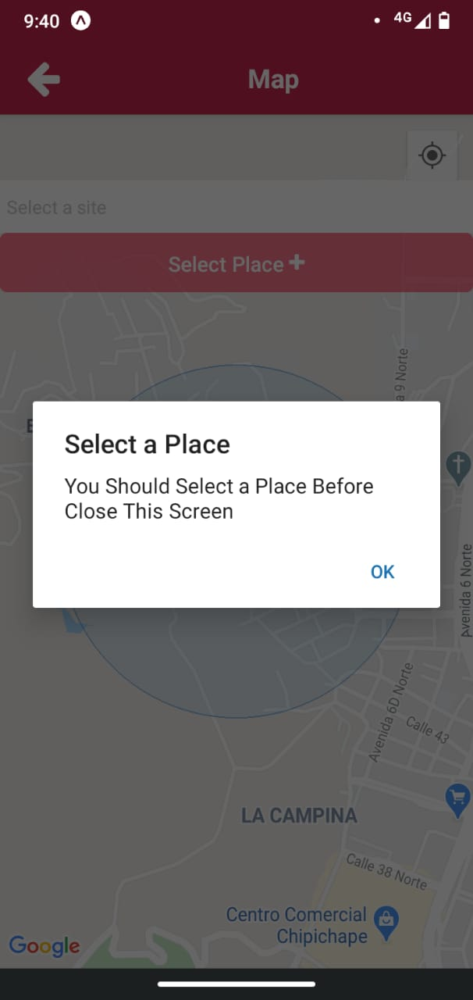 9:40
4G
Map
Select a site
Select Place +
a 9 Norte
E
Select a Place
You Should Select a Place Before
Close This Screen
OK
Avenida 6 Norte
Avenida 6D Norte
Calle 43
LA CAMPINA
Calle 38 Norte
Centro Comercial
Chipichape
Google